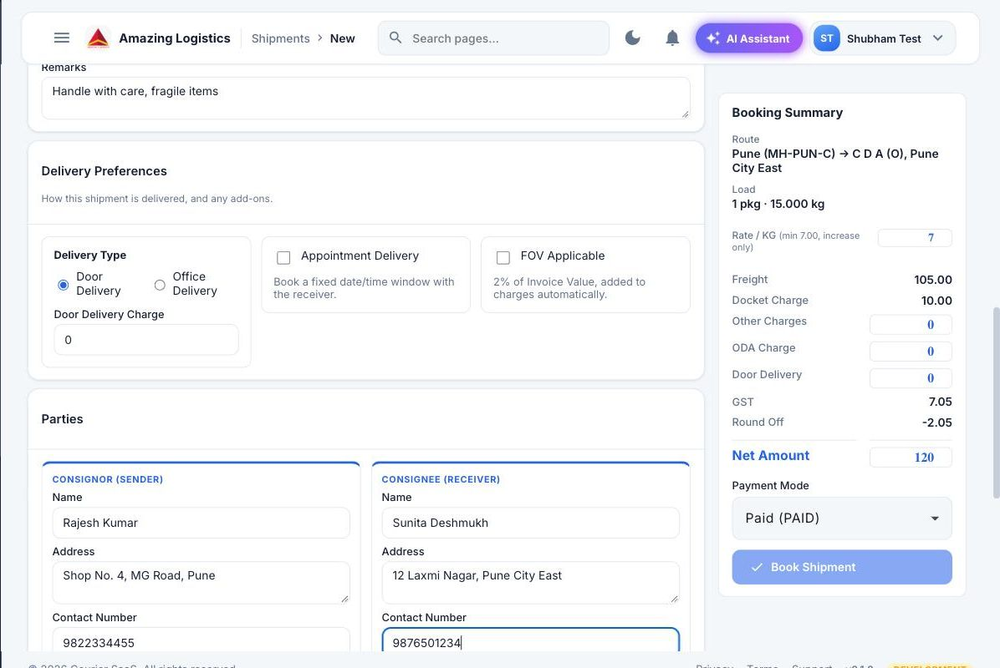 Amazing Logistics
Shipments > New
Search pages...
AI Assistant
ST
Shubham Test
Remarks
Handle with care, fragile items
Delivery Preferences
How this shipment is delivered, and any add-ons.
Delivery Type
Door Delivery
Office Delivery
Door Delivery Charge
0
Appointment Delivery
Book a fixed date/time window with
the receiver.
FOV Applicable
2% of Invoice Value, added to
charges automatically.
Parties
CONSIGNOR (SENDER)
Name
Rajesh Kumar
Address
Shop No. 4, MG Road, Pune
Contact Number
9822334455
CONSIGNEE (RECEIVER)
Name
Sunita Deshmukh
Address
12 Laxmi Nagar, Pune City East
Contact Number
9876501234
Booking Summary
Route
Pune (MH-PUN-C) → C D A (O), Pune
City East
Load
1 pkg · 15.000 kg
Rate / KG (min 7.00, increase
only)
7
Freight 105.00
Docket Charge 10.00
Other Charges 0
ODA Charge 0
Door Delivery 0
GST 7.05
Round Off -2.05
Net Amount 120
Payment Mode
Paid (PAID)
Book Shipment
© 2026 Courier SaaS. All rights reserved.
Privacy Terms Support v0.1.0 DEVELOPMENT